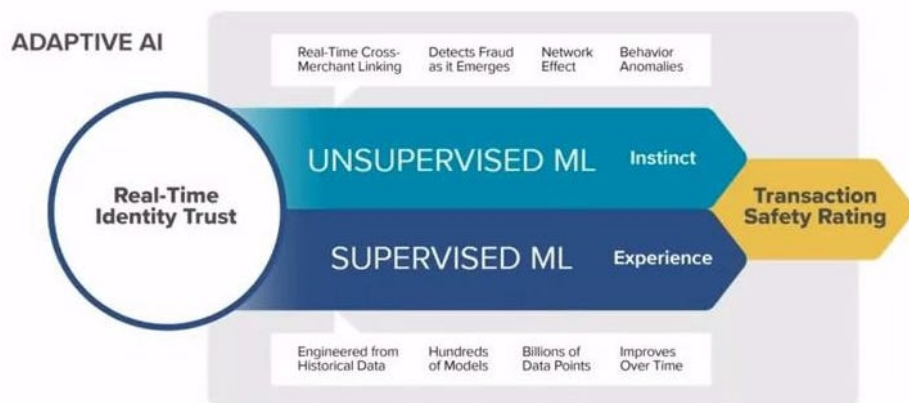 ADAPTIVE AI
Real-Time Cross-
Merchant Linking
Detects Fraud
as it Emerges
Network
Effect
Behavior
Anomalies
Real-Time
Identity Trust
UNSUPERVISED ML
Instinct
SUPERVISED ML
Experience
Transaction
Safety Rating
Engineered from
Historical Data
Hundreds
of Models
Billions of
Data Points
Improves
Over Time